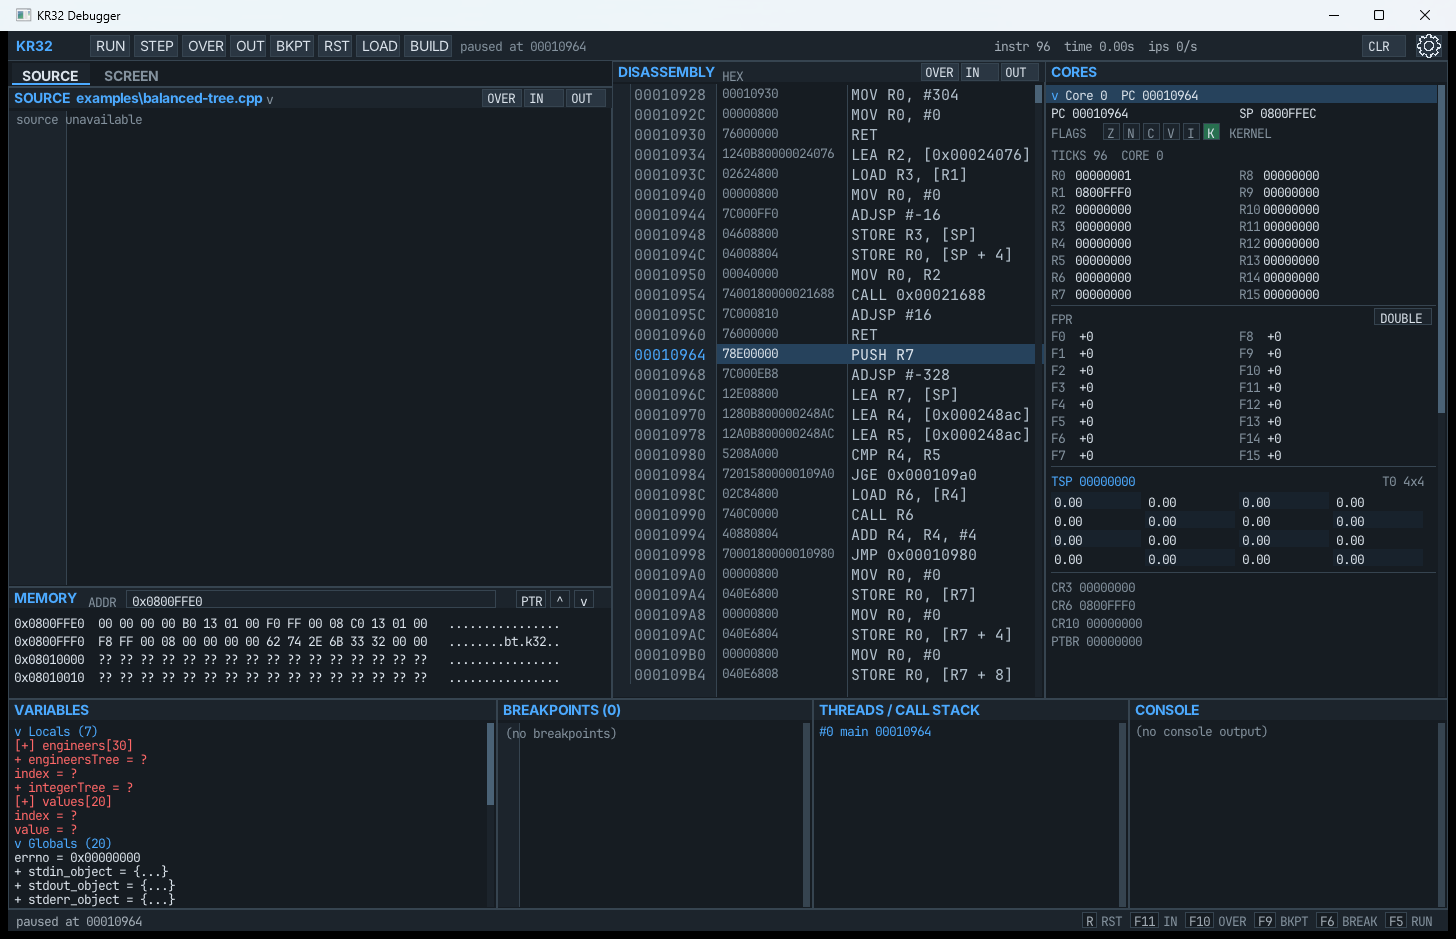 KR32 Debugger
KR32 RUN STEP OVER OUT BKPT RST LOAD BUILD paused at 00010964 instr 96 time 0.00s ips 0/s CLR
SOURCE SCREEN
SOURCE examples\balanced-tree.cpp v OVER IN OUT
source unavailable
MEMORY ADDR 0x0800FFE0 PTR ^ v
0x0800FFE0 00 00 00 00 B0 13 01 00 F0 FF 00 08 C0 13 01 00 ................
0x0800FFF0 F8 FF 00 08 00 00 00 00 62 74 2E 6B 33 32 00 00 ........bt.k32..
0x08010000 ?? ?? ?? ?? ?? ?? ?? ?? ?? ?? ?? ?? ?? ?? ?? ?? ................
0x08010010 ?? ?? ?? ?? ?? ?? ?? ?? ?? ?? ?? ?? ?? ?? ?? ?? ................
DISASSEMBLY HEX OVER IN OUT
00010928 00010930 MOV R0, #304
0001092C 00000800 MOV R0, #0
00010930 76000000 RET
00010934 1240B80000024076 LEA R2, [0x00024076]
0001093C 02624800 LOAD R3, [R1]
00010940 00000800 MOV R0, #0
00010944 7C000FF0 ADJSP #-16
00010948 04608800 STORE R3, [SP]
0001094C 04008804 STORE R0, [SP + 4]
00010950 00040000 MOV R0, R2
00010954 7400180000021688 CALL 0x00021688
0001095C 7C000810 ADJSP #16
00010960 76000000 RET
00010964 78E00000 PUSH R7
00010968 7C000EB8 ADJSP #-328
0001096C 12E08800 LEA R7, [SP]
00010970 1280B800000248AC LEA R4, [0x000248ac]
00010978 12A0B800000248AC LEA R5, [0x000248ac]
00010980 5208A000 CMP R4, R5
00010984 72015800000109A0 JGE 0x000109a0
0001098C 02C84800 LOAD R6, [R4]
00010990 740C0000 CALL R6
00010994 40880804 ADD R4, R4, #4
00010998 7000180000010980 JMP 0x00010980
000109A0 00000800 MOV R0, #0
000109A4 040E6800 STORE R0, [R7]
000109A8 00000800 MOV R0, #0
000109AC 040E6804 STORE R0, [R7 + 4]
000109B0 00000800 MOV R0, #0
000109B4 040E6808 STORE R0, [R7 + 8]
CORES
v Core 0 PC 00010964
PC 00010964 SP 0800FFEC
FLAGS Z N C V I K KERNEL
TICKS 96 CORE 0
R0 00000001 R8 00000000
R1 0800FFF0 R9 00000000
R2 00000000 R10 00000000
R3 00000000 R11 00000000
R4 00000000 R12 00000000
R5 00000000 R13 00000000
R6 00000000 R14 00000000
R7 00000000 R15 00000000
FPR DOUBLE
F0 +0 F8 +0
F1 +0 F9 +0
F2 +0 F10 +0
F3 +0 F11 +0
F4 +0 F12 +0
F5 +0 F13 +0
F6 +0 F14 +0
F7 +0 F15 +0
TSP 00000000 T0 4x4
0.00 0.00 0.00 0.00
0.00 0.00 0.00 0.00
0.00 0.00 0.00 0.00
0.00 0.00 0.00 0.00
CR3 00000000
CR6 0800FFF0
CR10 00000000
PTBR 00000000
VARIABLES
v Locals (7)
[+] engineers[30]
+ engineersTree = ?
index = ?
+ integerTree = ?
[+] values[20]
index = ?
value = ?
v Globals (20)
errno = 0x00000000
+ stdin_object = {...}
+ stdout_object = {...}
+ stderr_object = {...}
BREAKPOINTS (0)
(no breakpoints)
THREADS / CALL STACK
#0 main 00010964
CONSOLE
(no console output)
paused at 00010964 R RST F11 IN F10 OVER F9 BKPT F6 BREAK F5 RUN